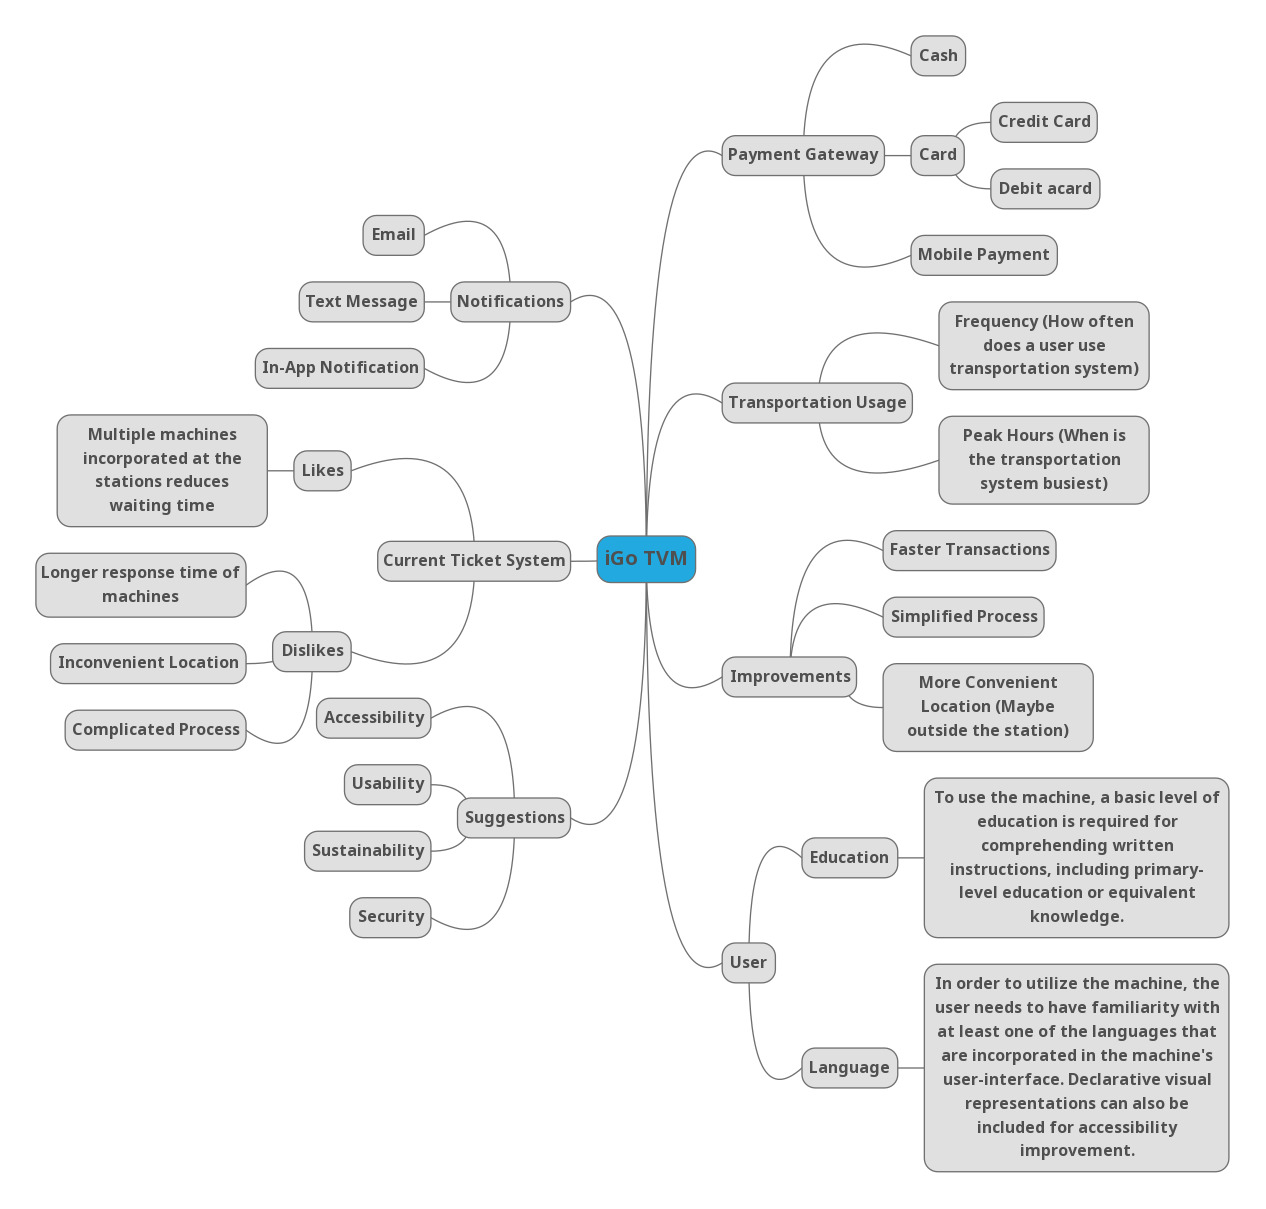 iGo TVM
Payment Gateway
Cash
Card
Credit Card
Debit acard
Mobile Payment
Transportation Usage
Frequency (How often
does a user use
transportation system)
Peak Hours (When is
the transportation
system busiest)
Improvements
Faster Transactions
Simplified Process
More Convenient
Location (Maybe
outside the station)
User
Education
To use the machine, a basic level of
education is required for
comprehending written
instructions, including primary-
level education or equivalent
knowledge.
Language
In order to utilize the machine, the
user needs to have familiarity with
at least one of the languages that
are incorporated in the machine's
user-interface. Declarative visual
representations can also be
included for accessibility
improvement.
Notifications
Email
Text Message
In-App Notification
Current Ticket System
Likes
Multiple machines
incorporated at the
stations reduces
waiting time
Dislikes
Longer response time of
machines
Inconvenient Location
Complicated Process
Suggestions
Accessibility
Usability
Sustainability
Security